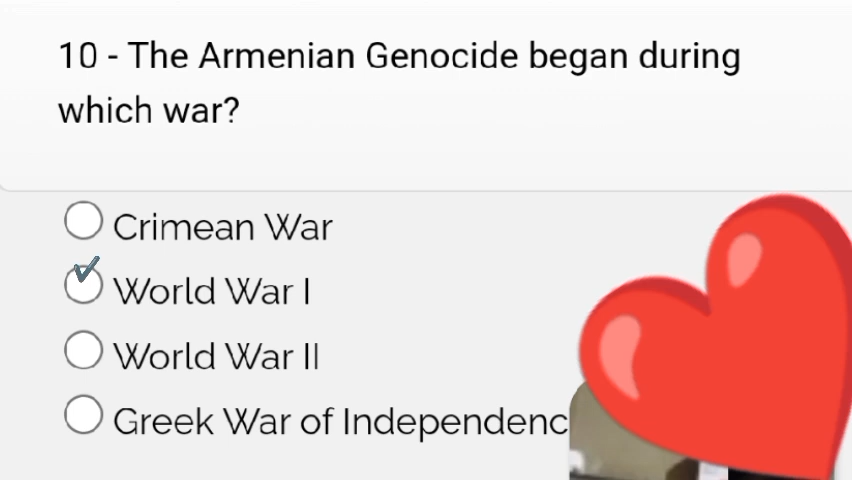 10 - The Armenian Genocide began during
which war?
Crimean War
World War I
World War II
Greek War of Independenc